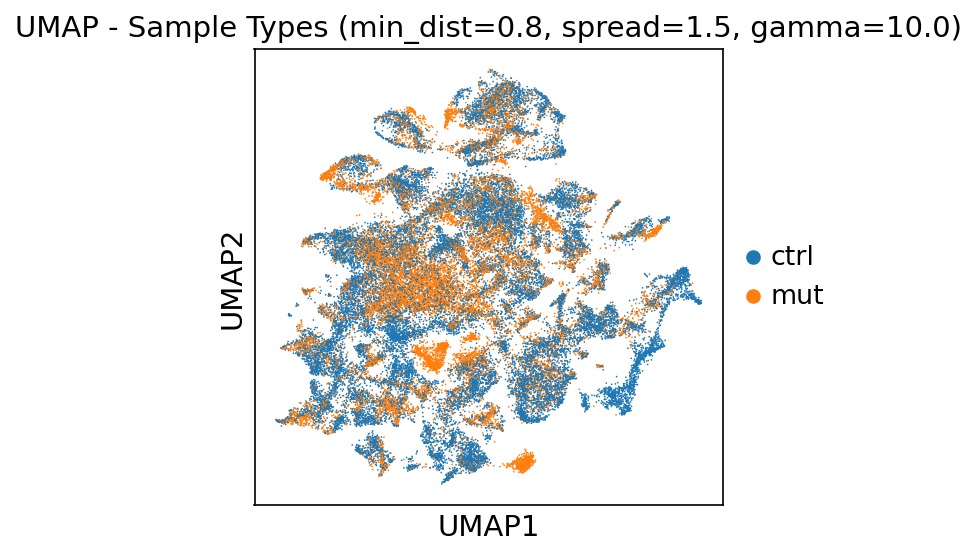 UMAP - Sample Types (min_dist=0.8, spread=1.5, gamma=10.0)
UMAP2
ctrl
mut
UMAP1